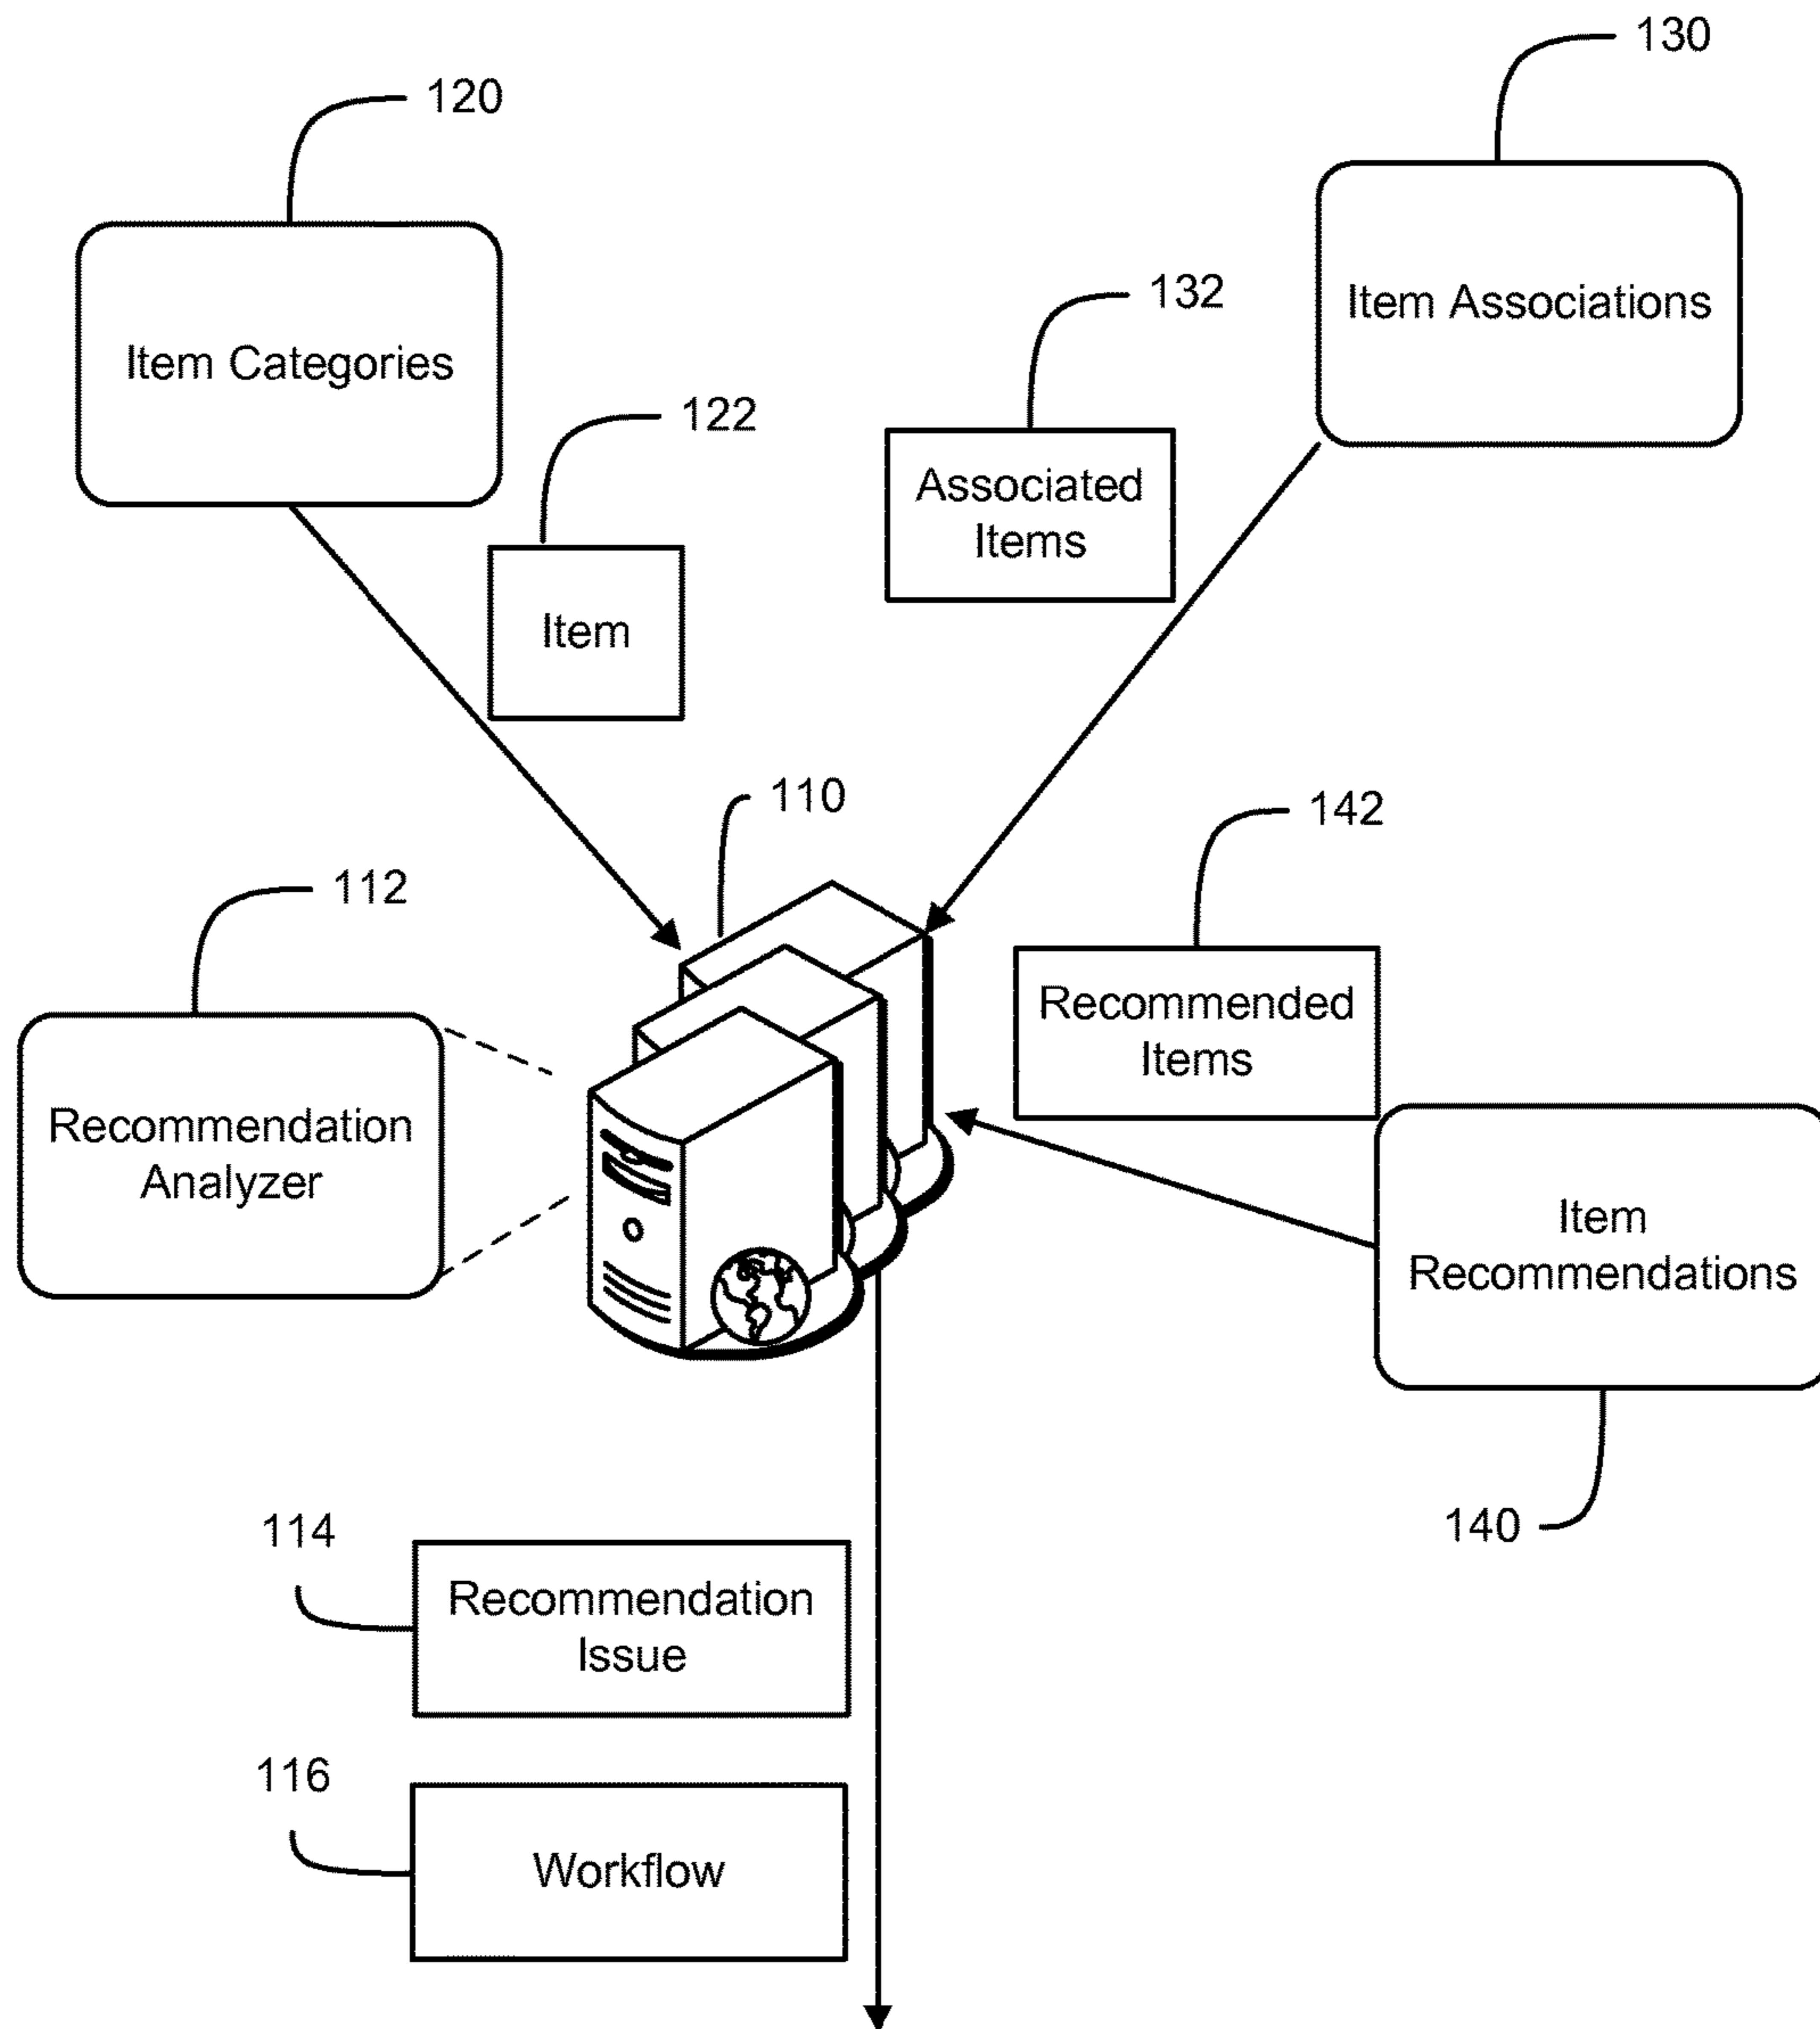 130
120
132
Item Associations
Item Categories
122
Associated
Items
Item
110
142
112
Recommended
Items
Recommendation
Analyzer
Item
Recommendations
114
140
Recommendation
Issue
116
Workflow